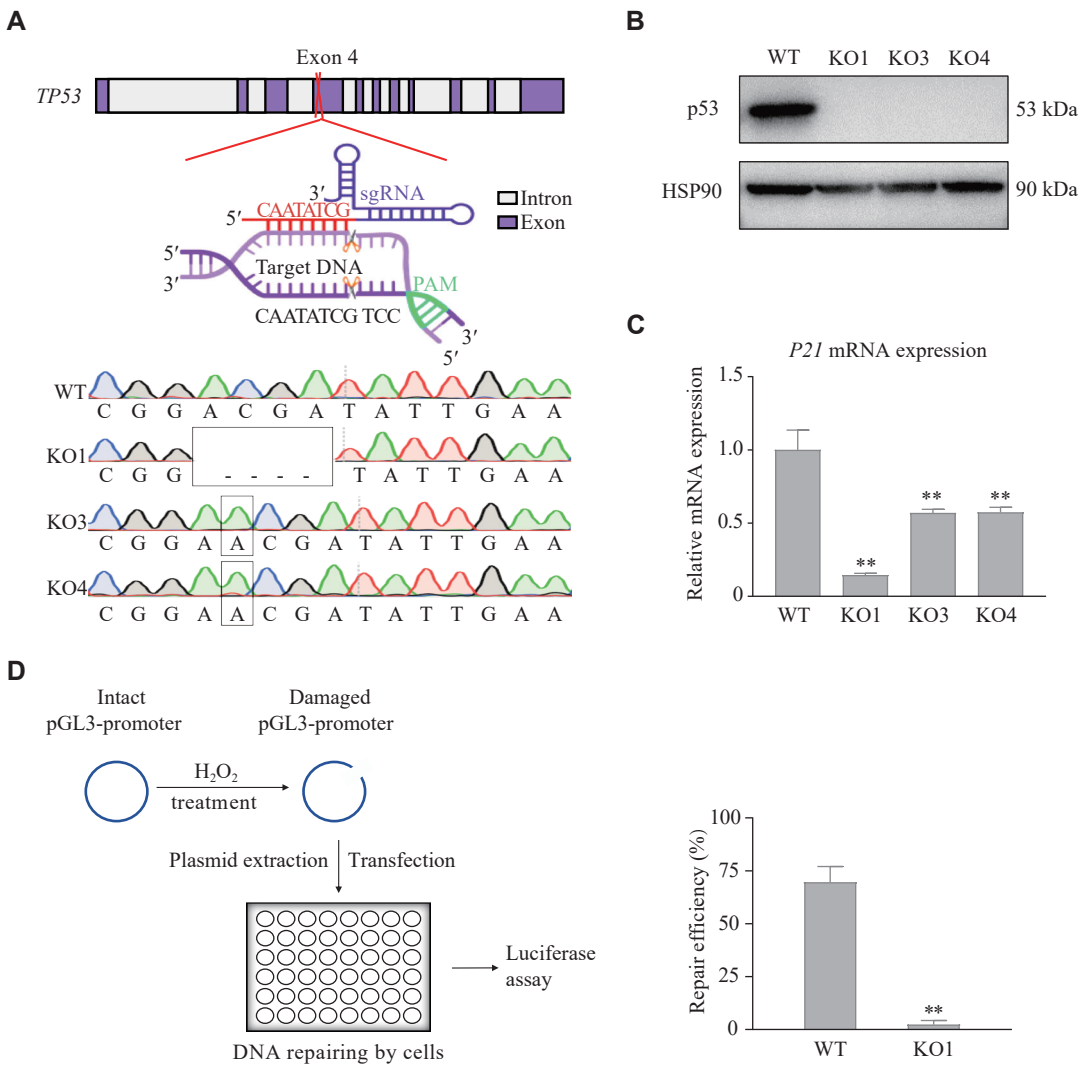 A
Exon 4
TP53
3′
sgRNA
5′
CAATATCG
Intron
Exon
5′
3′
Target DNA
PAM
CAATATCG TCC
3′
5′
WT
C G G A C G A T A T T G A A
KO1
C G G - - - - T A T T G A A
KO3
C G G A A C G A T A T T G A A
KO4
C G G A A C G A T A T T G A A
B
WT KO1 KO3 KO4
p53
53 kDa
HSP90
90 kDa
C
P21 mRNA expression
Relative mRNA expression
1.5
1.0
0.5
0
**
**
**
WT KO1 KO3 KO4
D
Intact
pGL3-promoter
Damaged
pGL3-promoter
H₂O₂
treatment
Plasmid extraction
Transfection
Luciferase
assay
DNA repairing by cells
Repair efficiency (%)
100
75
50
25
0
**
WT KO1